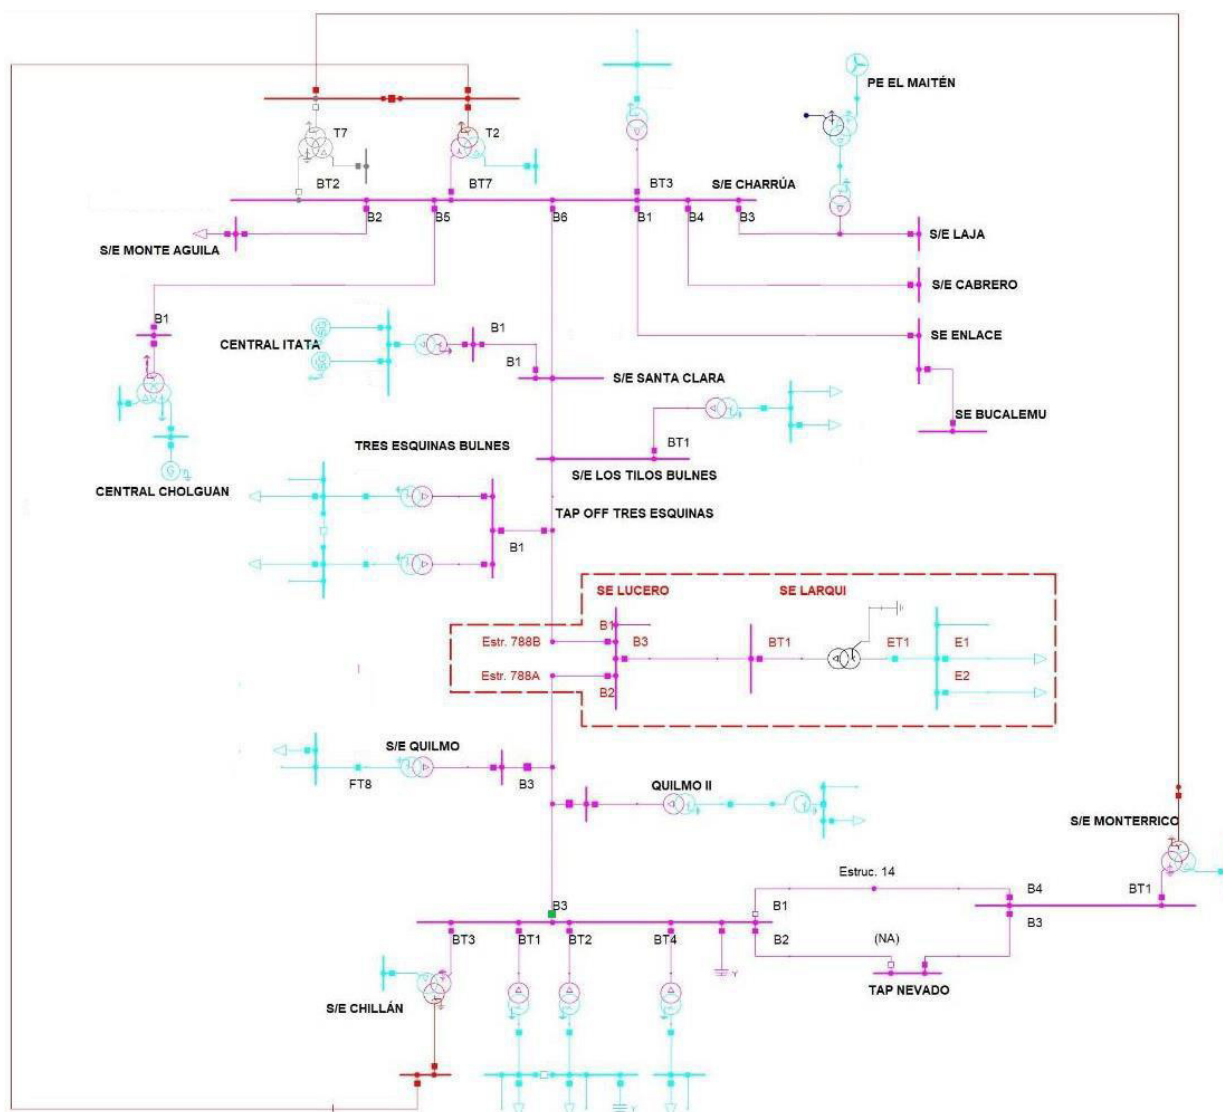 PE EL MAITÉN
T7
T2
BT2
BT7
BT3
S/E CHARRÚA
B2
B5
B6
B1
B4
B3
S/E MONTE AGUILA
S/E LAJA
S/E CABRERO
B1
CENTRAL ITATA
B1
B1
SE ENLACE
S/E SANTA CLARA
SE BUCALEMU
TRES ESQUINAS BULNES
BT1
S/E LOS TILOS BULNES
CENTRAL CHOLGUAN
G
TAP OFF TRES ESQUINAS
B1
SE LUCERO
SE LARQUI
B1
Estr. 788B
B3
BT1
ET1
E1
Estr. 788A
B2
E2
S/E QUILMO
FT8
B3
QUILMO II
S/E MONTERRICO
Estruc. 14
B3
B1
B4
BT1
BT3
BT1
BT2
BT4
B2
(NA)
B3
TAP NEVADO
S/E CHILLÁN